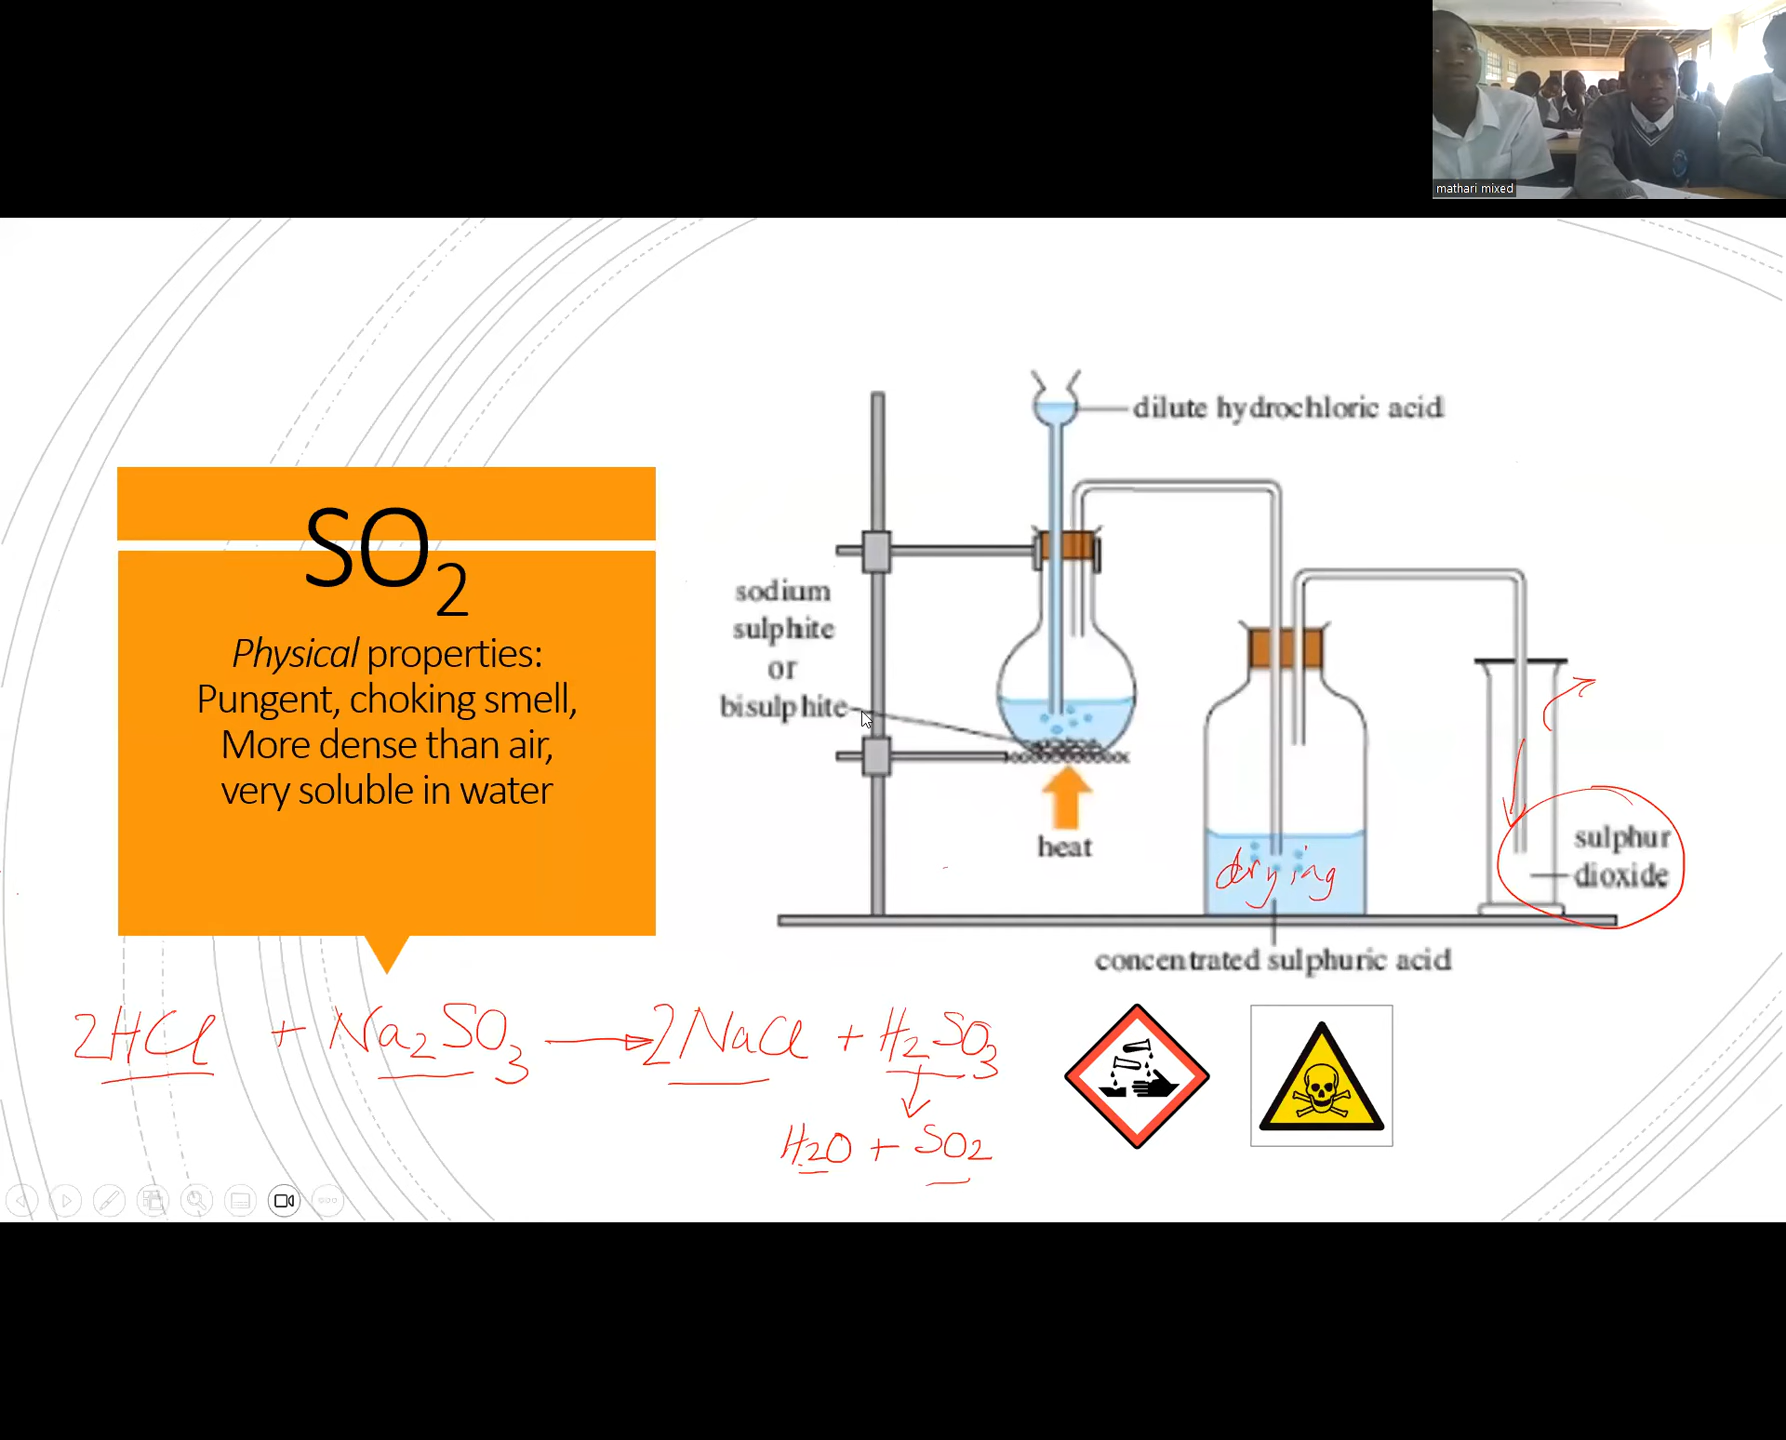 mathari mixed
SO₂
Physical properties:
Pungent, choking smell,
More dense than air,
very soluble in water
dilute hydrochloric acid
sodium
sulphite
or
bisulphite
heat
drying
concentrated sulphuric acid
sulphur
dioxide
2HCl + Na₂SO₃ → 2NaCl + H₂SO₃
H₂O + SO₂